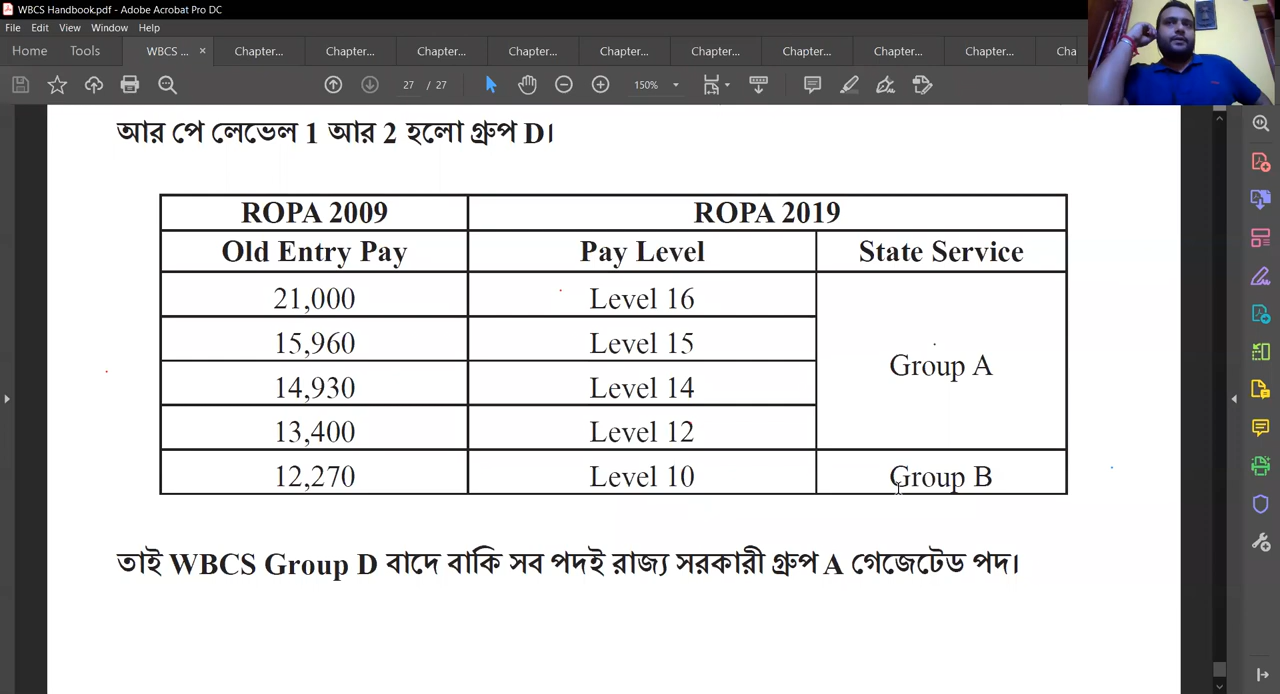 WBCS Handbook.pdf - Adobe Acrobat Pro DC
File Edit View Window Help
Home Tools WBCS ... × Chapter... Chapter... Chapter... Chapter... Chapter... Chapter... Chapter... Chapter... Chapter... Cha
27 / 27 150%
আর পে লেভেল 1 আর 2 হলো গ্রুপ D।
ROPA 2009 ROPA 2019
Old Entry Pay Pay Level State Service
21,000 Level 16
15,960 Level 15
Group A
14,930 Level 14
13,400 Level 12
12,270 Level 10 Group B
তাই WBCS Group D বাদে বাকি সব পদই রাজ্য সরকারী গ্রুপ A গেজেটেড পদ।